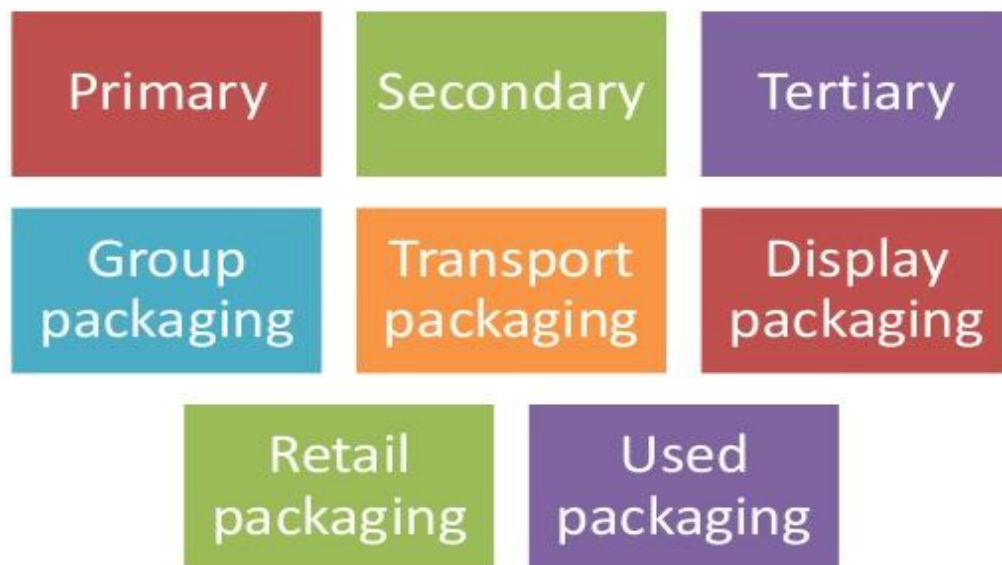 Primary
Secondary
Tertiary
Group
packaging
Transport
packaging
Display
packaging
Retail
packaging
Used
packaging